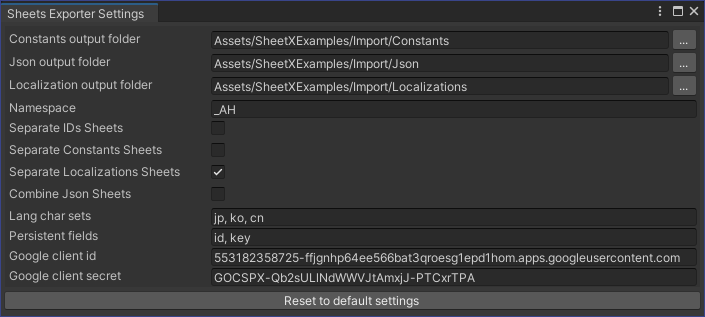 Sheets Exporter Settings
Constants output folder Assets/SheetXExamples/Import/Constants ...
Json output folder Assets/SheetXExamples/Import/Json ...
Localization output folder Assets/SheetXExamples/Import/Localizations ...
Namespace _AH
Separate IDs Sheets
Separate Constants Sheets
Separate Localizations Sheets
Combine Json Sheets
Lang char sets jp, ko, cn
Persistent fields id, key
Google client id 553182358725-ffjgnhp64ee566bat3qroesg1epd1hom.apps.googleusercontent.com
Google client secret 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
Reset to default settings